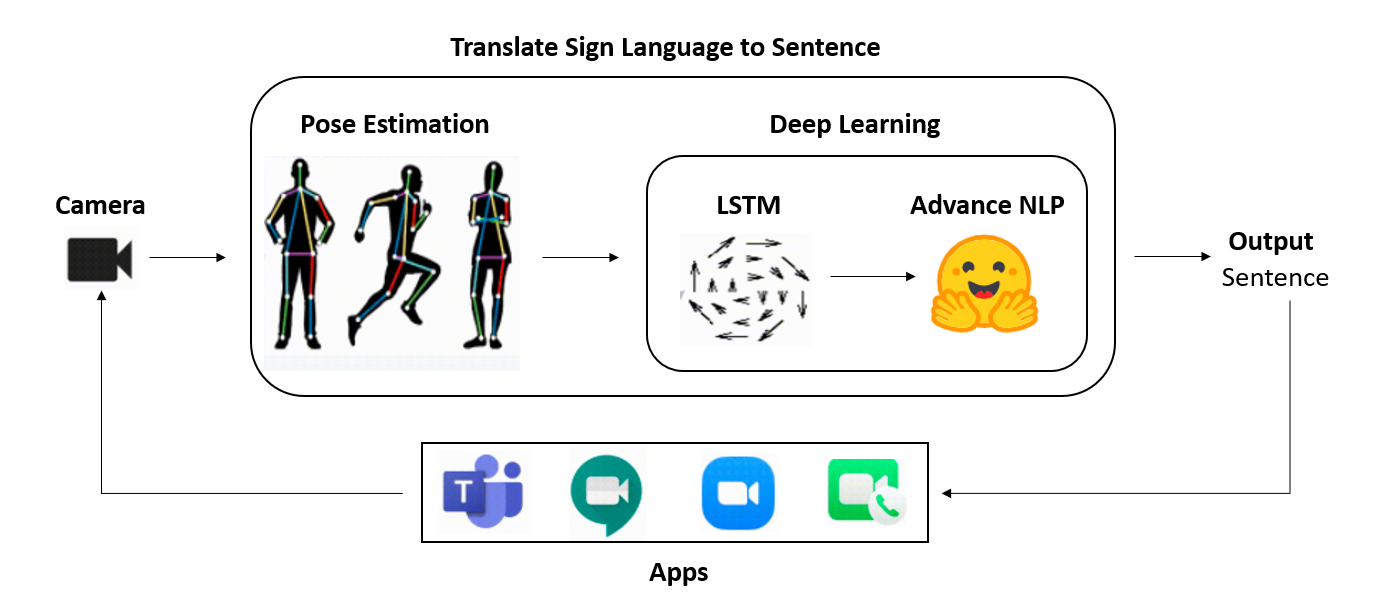 Translate Sign Language to Sentence
Pose Estimation
Deep Learning
Camera
LSTM
Advance NLP
Output
Sentence
T
Apps